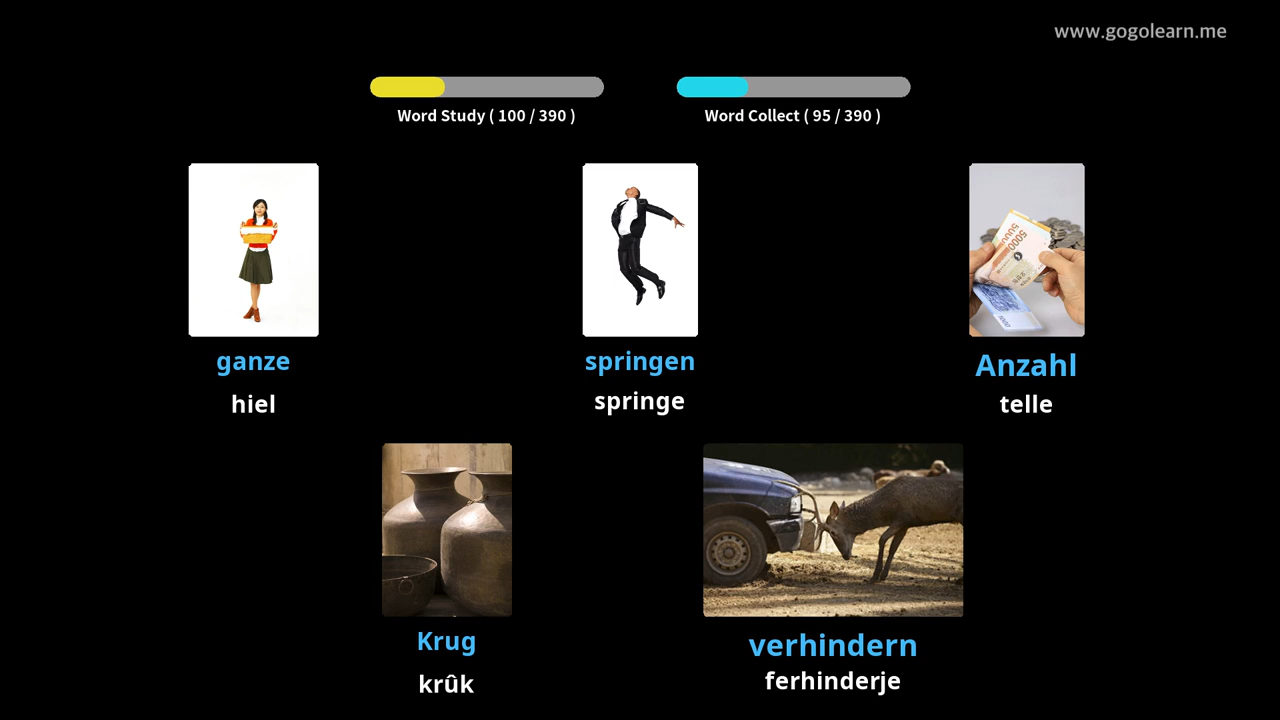 www.gogolearn.me
Word Study ( 100 / 390 )
Word Collect ( 95 / 390 )
ganze
hiel
springen
springe
Anzahl
telle
Krug
krûk
verhindern
ferhinderje